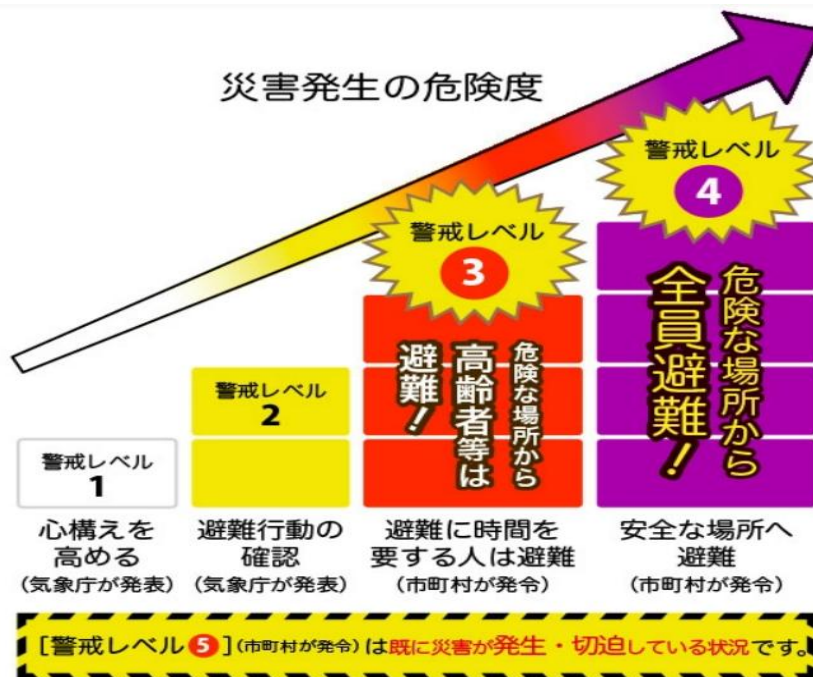 災害発生の危険度
警戒レベル
1
心構えを
高める
(気象庁が発表)
警戒レベル
2
避難行動の
確認
(気象庁が発表)
警戒レベル
3
危険な場所から
高齢者等は
避難!
避難に時間を
要する人は避難
(市町村が発令)
警戒レベル
4
危険な場所から
全員避難!
安全な場所へ
避難
(市町村が発令)
[警戒レベル5](市町村が発令)は既に災害が発生・切迫している状況です。